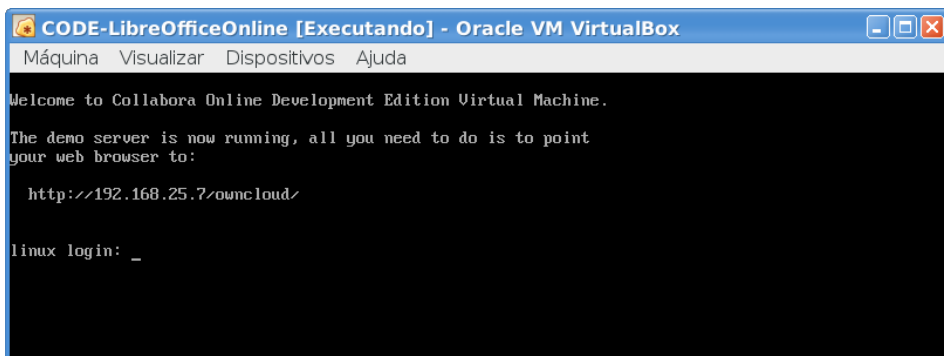 CODE-LibreOfficeOnline [Executando] - Oracle VM VirtualBox
Máquina Visualizar Dispositivos Ajuda
Welcome to Collabora Online Development Edition Virtual Machine.
The demo server is now running, all you need to do is to point
your web browser to:
http://192.168.25.7/owncloud/
linux login: _